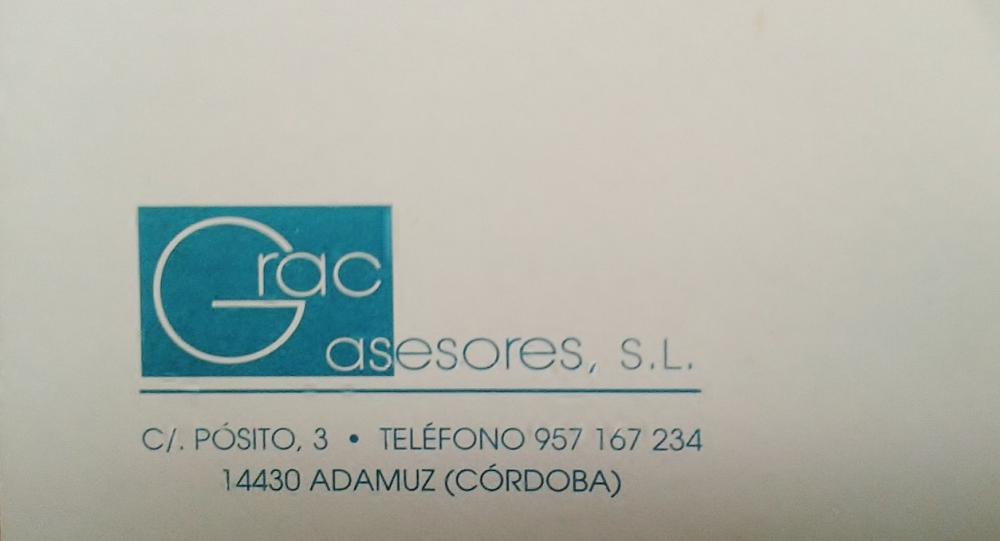 Grac
asesores, S.L.
C/. PÓSITO, 3 • TELÉFONO 957 167 234
14430 ADAMUZ (CÓRDOBA)